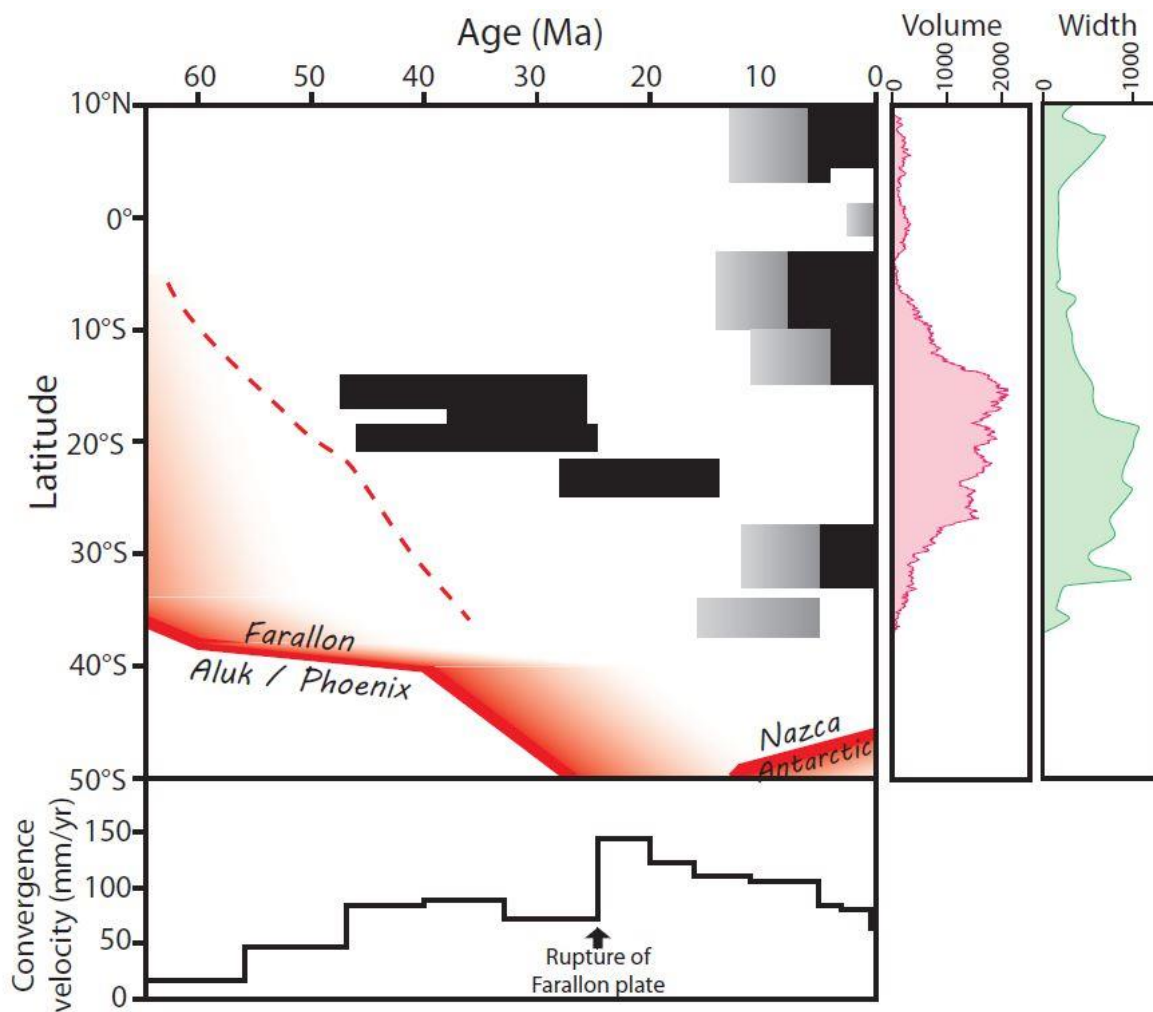 Age (Ma)
60 50 40 30 20 10 0
Volume
0 1000 2000
Width
0 1000
Latitude
10°N
0°
10°S
20°S
30°S
40°S
50°S
Farallon
Aluk / Phoenix
Nazca
Antarctic
Convergence
velocity (mm/yr)
150
100
50
0
Rupture of
Farallon plate